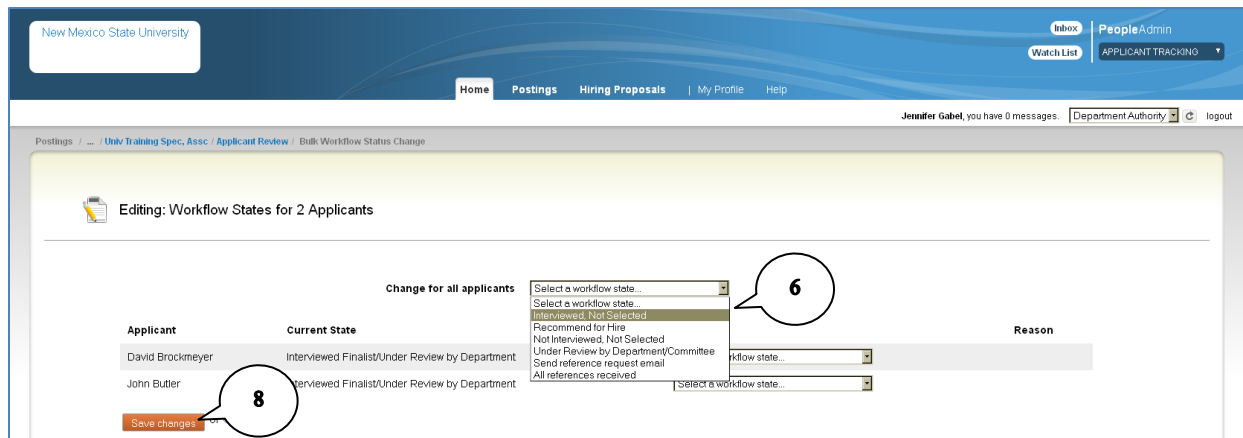 New Mexico State University
Inbox PeopleAdmin
Watch List APPLICANT TRACKING
Home Postings Hiring Proposals | My Profile Help
Jennifer Gabel, you have 0 messages. Department Authority logout
Postings / ... / Univ Training Spec, Assc / Applicant Review / Bulk Workflow Status Change
Editing: Workflow States for 2 Applicants
Change for all applicants Select a workflow state... 6
Select a workflow state...
Interviewed, Not Selected
Recommend for Hire
Not Interviewed, Not Selected
Under Review by Department/Committee
Send reference request email
All references received
Applicant Current State Reason
David Brockmeyer Interviewed Finalist/Under Review by Department state...
John Butler Finalist/Under Review by Department Select a workflow state...
8
Save changes or